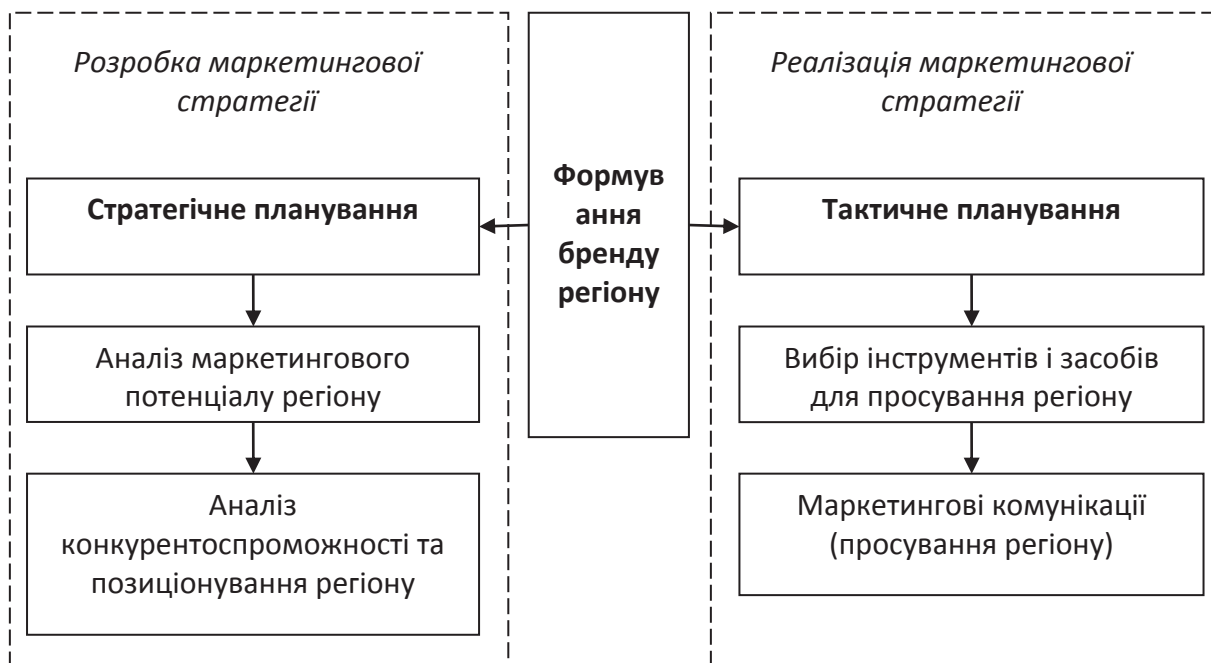 Розробка маркетингової
стратегії
Стратегічне планування
Аналіз маркетингового
потенціалу регіону
Аналіз
конкурентоспроможності та
позиціонування регіону
Формув
ання
бренду
регіону
Реалізація маркетингової
стратегії
Тактичне планування
Вибір інструментів і засобів
для просування регіону
Маркетингові комунікації
(просування регіону)